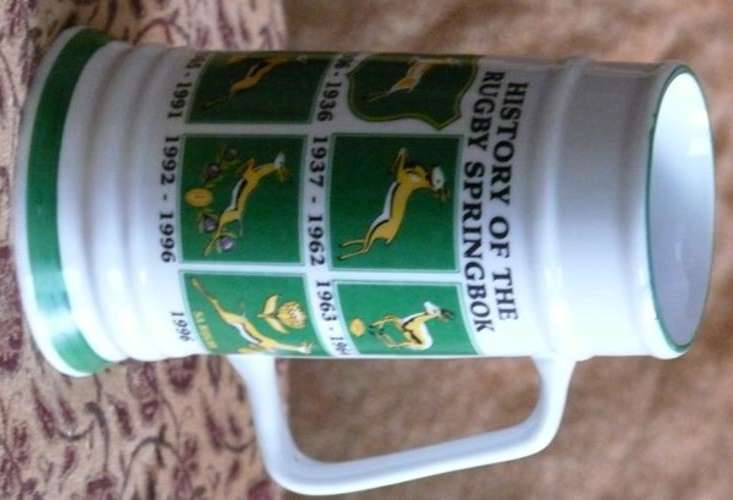 HISTORY OF THE
RUGBY SPRINGBOK
1936 1937 - 1962 1963 -
1991 1992 - 1996 1996